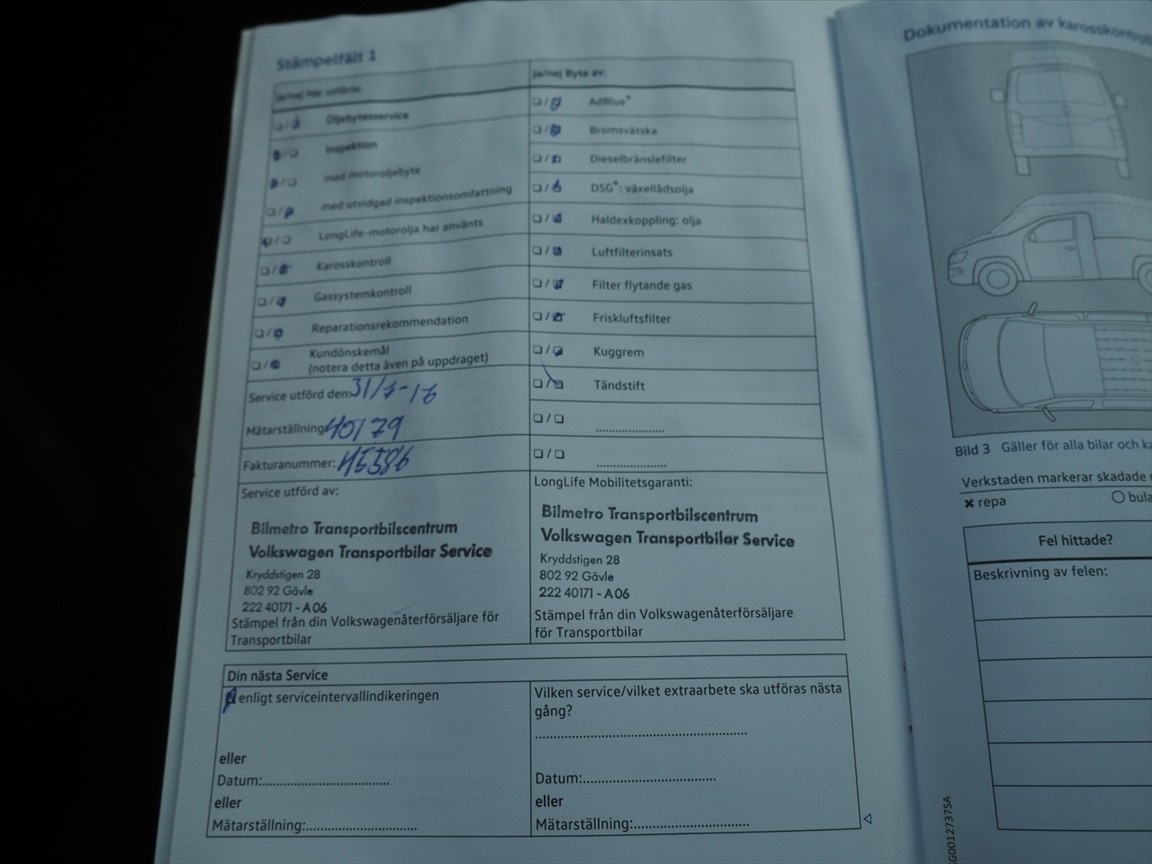 Stämpelfält 1
Ja/nej Har utförts:
Oljebytesservice
Inspektion
med motoroljebyte
med utvidgad inspektionsomfattning
LongLife-motorolja har använts
Karosskontroll
Gassystemkontroll
Reparationsrekommendation
Kundönskemål
(notera detta även på uppdraget)
Service utförd den:
Mätarställning: 40179
Fakturanummer:
Service utförd av:
Bilmetro Transportbilscentrum
Volkswagen Transportbilar Service
Kryddstigen 28
802 92 Gävle
222 40171 - A06
Stämpel från din Volkswagenåterförsäljare för
Transportbilar
Ja/nej Byte av:
AdBlue*
Bromsvätska
Dieselbränslefilter
DSG*: växellådsolja
Haldexkoppling: olja
Luftfilterinsats
Filter flytande gas
Friskluftsfilter
Kuggrem
Tändstift
LongLife Mobilitetsgaranti:
Bilmetro Transportbilscentrum
Volkswagen Transportbilar Service
Kryddstigen 28
802 92 Gävle
222 40171 - A06
Stämpel från din Volkswagenåterförsäljare
för Transportbilar
Din nästa Service
enligt serviceintervallindikeringen
eller
Datum:
eller
Mätarställning:
Vilken service/vilket extraarbete ska utföras nästa
gång?
Datum:
eller
Mätarställning:
Dokumentation av
Bild 3 Gäller för alla bilar och
Verkstaden markerar skadade
repa
Fel hittade?
Beskrivning av felen: